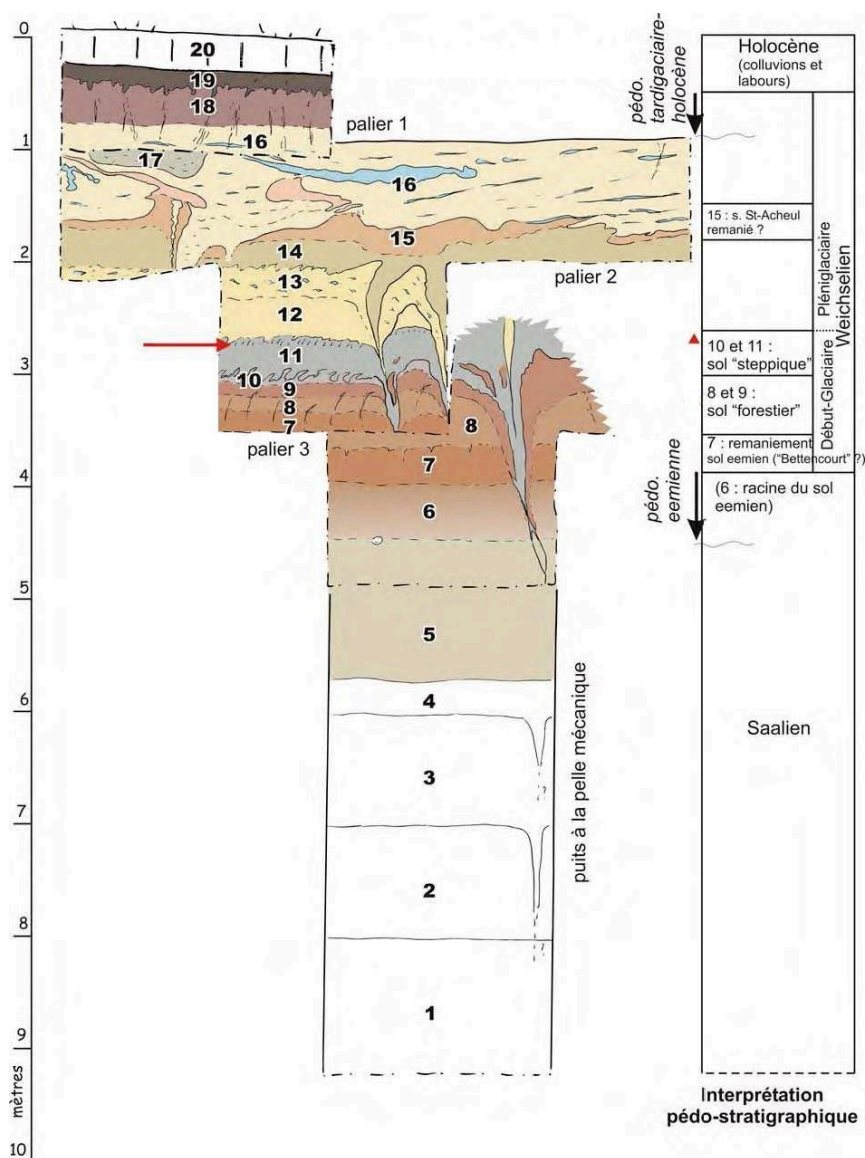 0
1
2
3
4
5
6
7
8
9
10
mètres
20
19
18
palier 1
16
17
16
15
14
palier 2
13
12
11
10
9
8
7
palier 3
8
7
6
5
4
3
2
1
puits à la pelle mécanique
pédo.
tardigaciaire-
holocène
pédo.
eemienne
Holocène
(colluvions et
labours)
15 : s. St-Acheul
remanié ?
10 et 11 :
sol "steppique"
8 et 9 :
sol "forestier"
7 : remaniement
sol eemien ("Bettencourt" ?)
(6 : racine du sol
eemien)
Pléniglaciaire
Début-Glaciaire
Weichselien
Saalien
Interprétation
pédo-stratigraphique